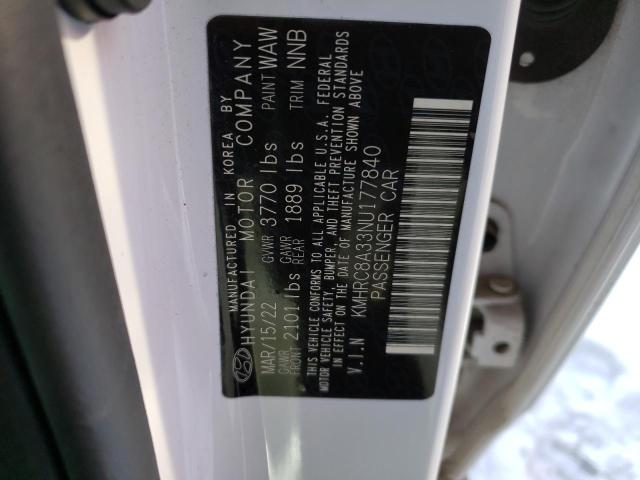 MANUFACTURED IN KOREA BY
HYUNDAI MOTOR COMPANY
MAR/15/22 GVWR 3770 lbs PAINT WAW
GAWR FRONT 2101 lbs GAWR REAR 1889 lbs TRIM NNB
THIS VEHICLE CONFORMS TO ALL APPLICABLE U.S.A. FEDERAL
MOTOR VEHICLE SAFETY, BUMPER, AND THEFT PREVENTION STANDARDS
IN EFFECT ON THE DATE OF MANUFACTURE SHOWN ABOVE
V.I.N KMHRC8A33NU177840
PASSENGER CAR